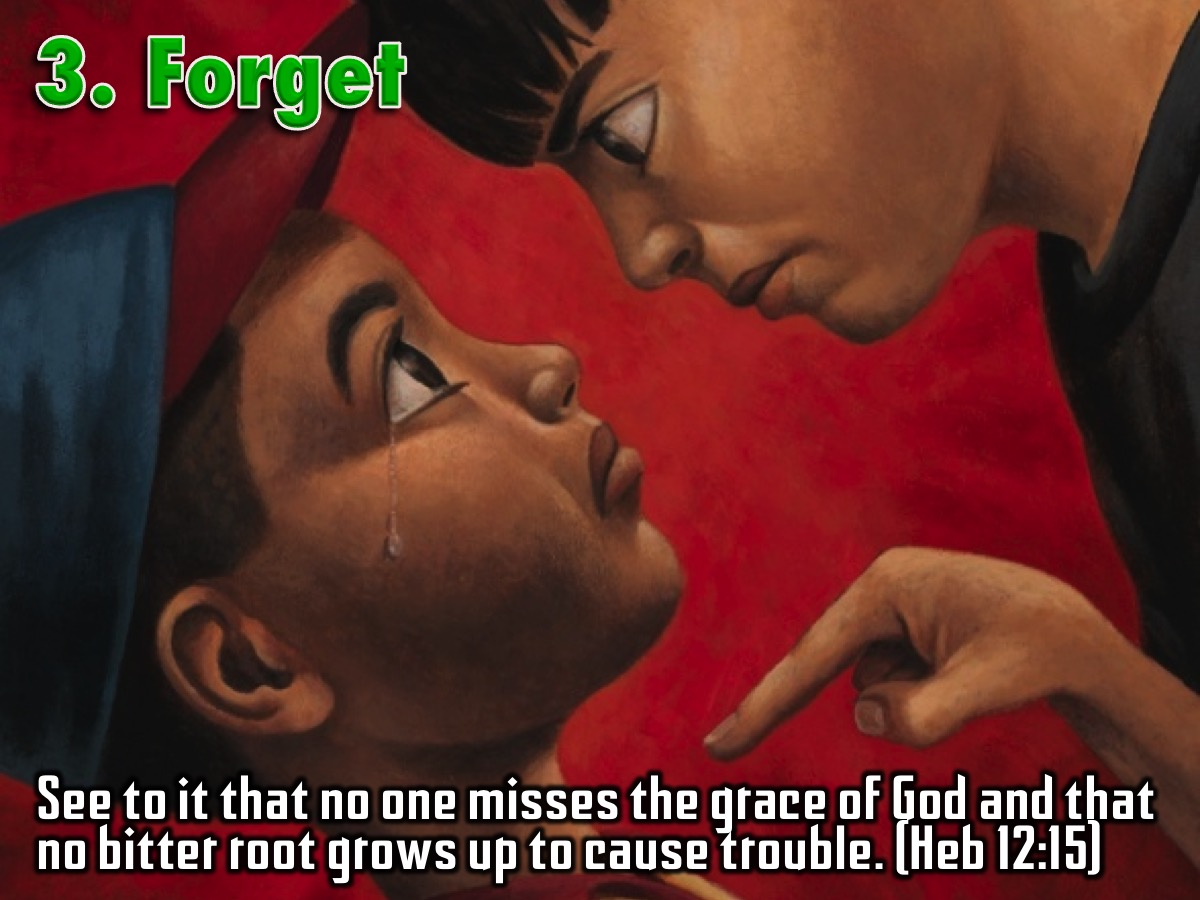 3. Forget
See to it that no one misses the grace of God and that
no bitter root grows up to cause trouble. (Heb 12:15)